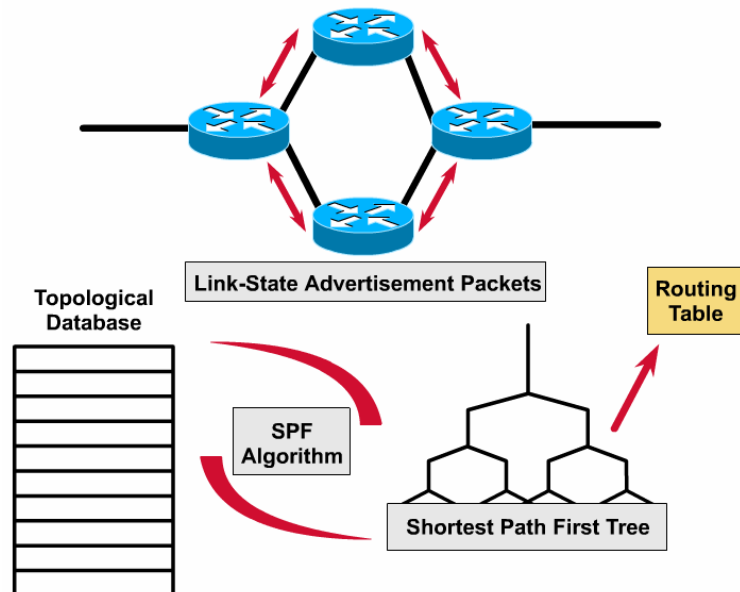 Link-State Advertisement Packets
Topological
Database
Routing
Table
SPF
Algorithm
Shortest Path First Tree